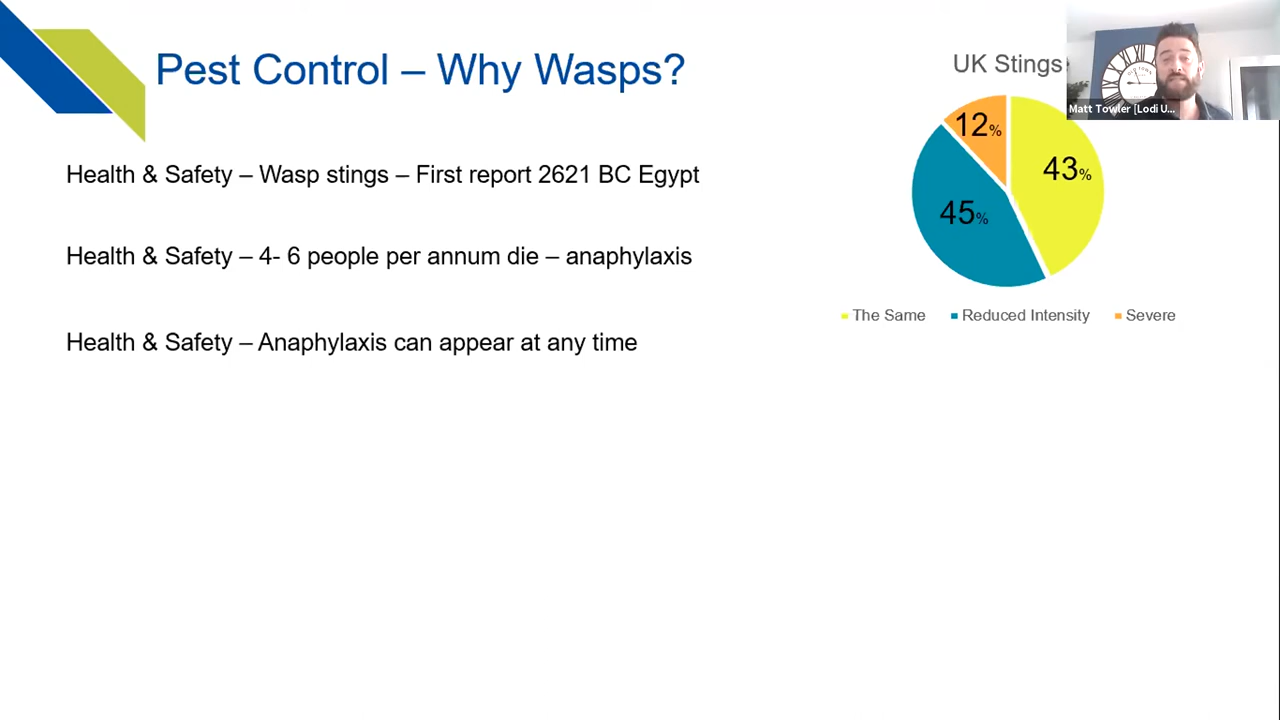 Pest Control – Why Wasps?
UK Stings
Matt Towler [Lodi U...
12%
43%
45%
Health & Safety – Wasp stings – First report 2621 BC Egypt
Health & Safety – 4- 6 people per annum die – anaphylaxis
The Same
Reduced Intensity
Severe
Health & Safety – Anaphylaxis can appear at any time